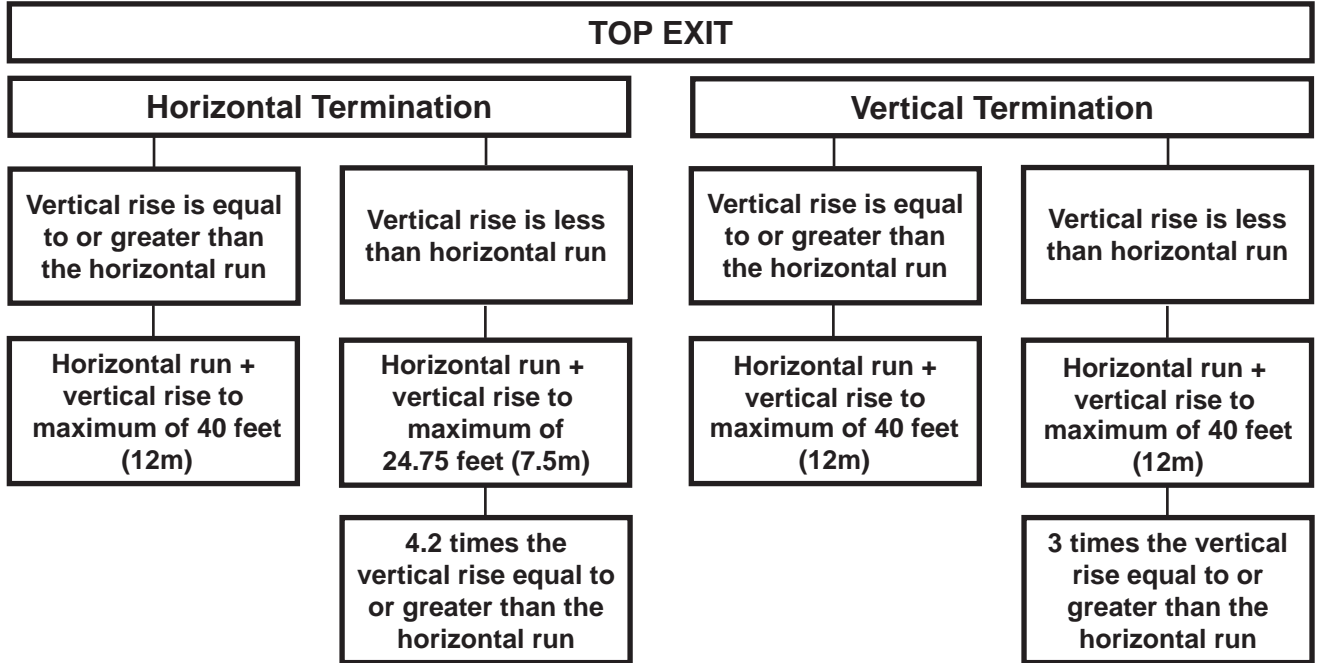 TOP EXIT
Horizontal Termination
Vertical Termination
Vertical rise is equal
to or greater than
the horizontal run
Vertical rise is less
than horizontal run
Vertical rise is equal
to or greater than
the horizontal run
Vertical rise is less
than horizontal run
Horizontal run +
vertical rise to
maximum of 40 feet
(12m)
Horizontal run +
vertical rise to
maximum of
24.75 feet (7.5m)
Horizontal run +
vertical rise to
maximum of 40 feet
(12m)
Horizontal run +
vertical rise to
maximum of 40 feet
(12m)
4.2 times the
vertical rise equal to
or greater than the
horizontal run
3 times the vertical
rise equal to or
greater than the
horizontal run